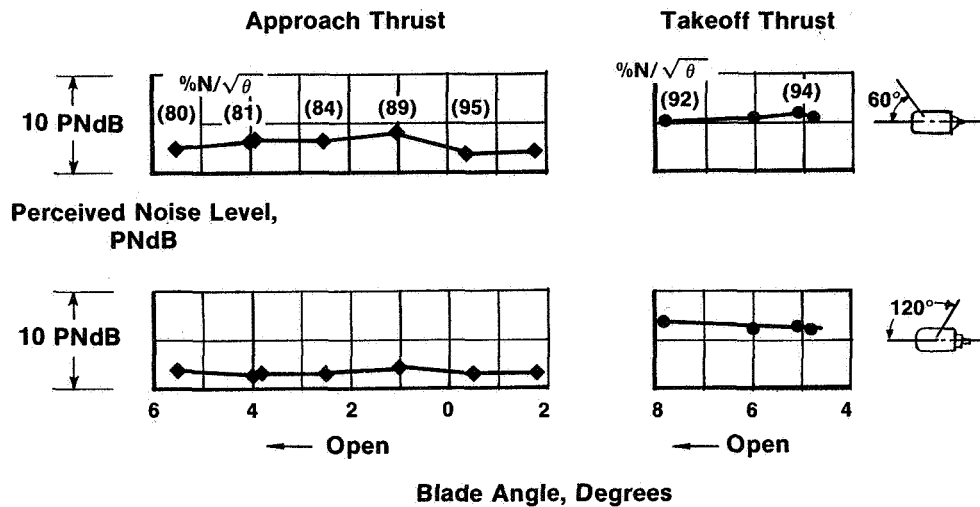 Approach Thrust
Takeoff Thrust
%N/√θ
(80) (81) (84) (89) (95)
%N/√θ
(92) (94)
60°
10 PNdB
Perceived Noise Level,
PNdB
10 PNdB
120°
6 4 2 0 2
8 6 4
Open
Open
Blade Angle, Degrees